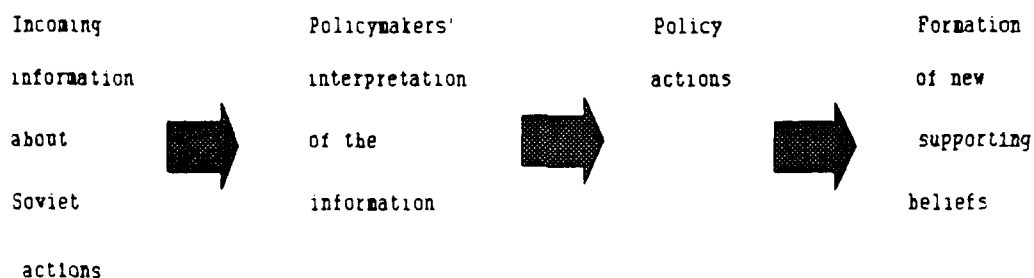 Incoming
information
about
Soviet
actions
Policymakers'
interpretation
of the
information
Policy
actions
Formation
of new
supporting
beliefs